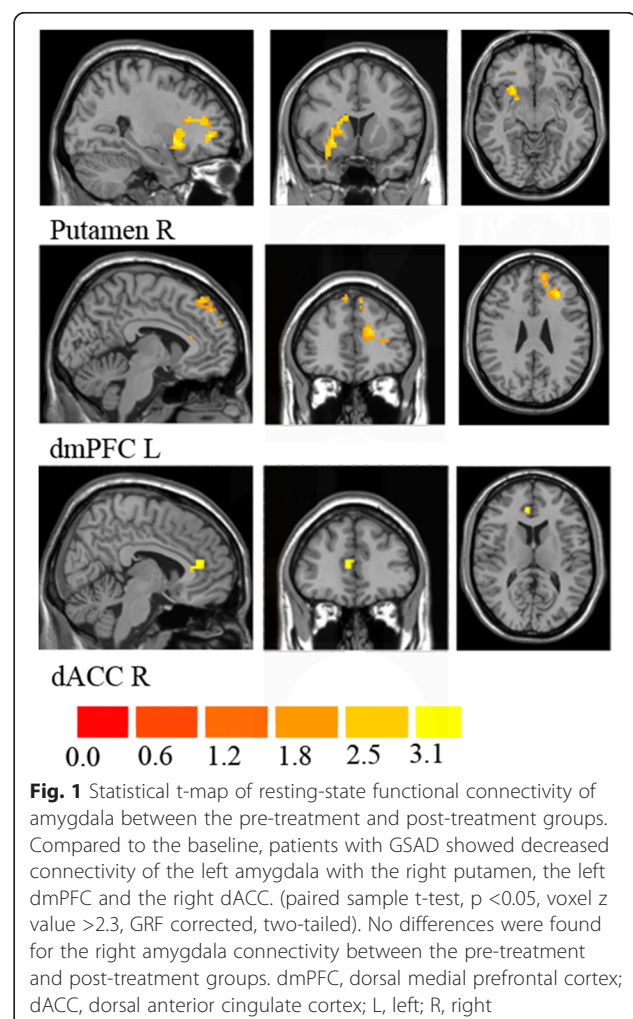 Putamen R
dmPFC L
dACC R
0.0 0.6 1.2 1.8 2.5 3.1
Fig. 1 Statistical t-map of resting-state functional connectivity of
amygdala between the pre-treatment and post-treatment groups.
Compared to the baseline, patients with GSAD showed decreased
connectivity of the left amygdala with the right putamen, the left
dmPFC and the right dACC. (paired sample t-test, p <0.05, voxel z
value >2.3, GRF corrected, two-tailed). No differences were found
for the right amygdala connectivity between the pre-treatment
and post-treatment groups. dmPFC, dorsal medial prefrontal cortex;
dACC, dorsal anterior cingulate cortex; L, left; R, right